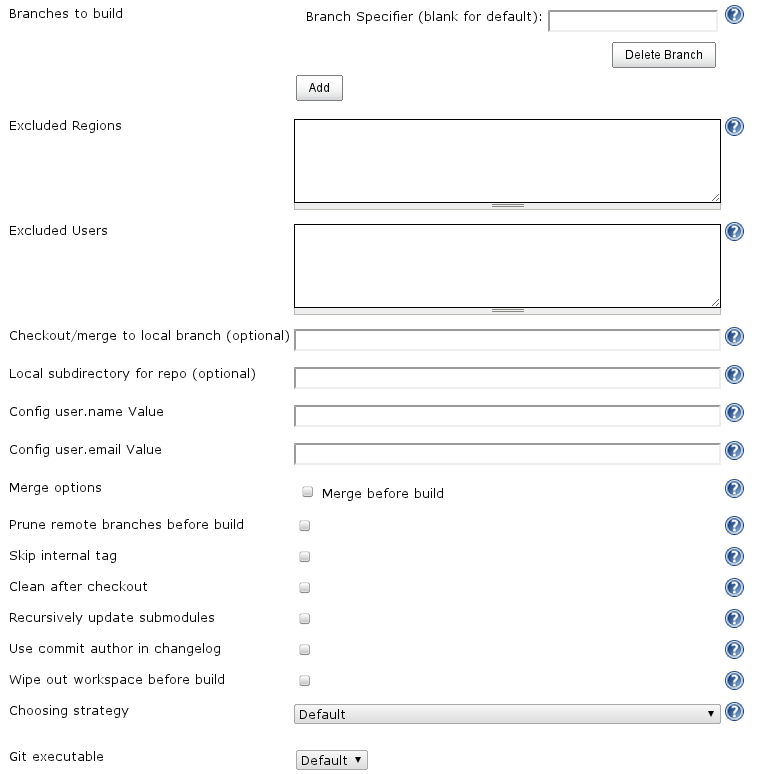 Branches to build
Branch Specifier (blank for default):
Delete Branch
Add
Excluded Regions
Excluded Users
Checkout/merge to local branch (optional)
Local subdirectory for repo (optional)
Config user.name Value
Config user.email Value
Merge options
Merge before build
Prune remote branches before build
Skip internal tag
Clean after checkout
Recursively update submodules
Use commit author in changelog
Wipe out workspace before build
Choosing strategy
Default
Git executable
Default